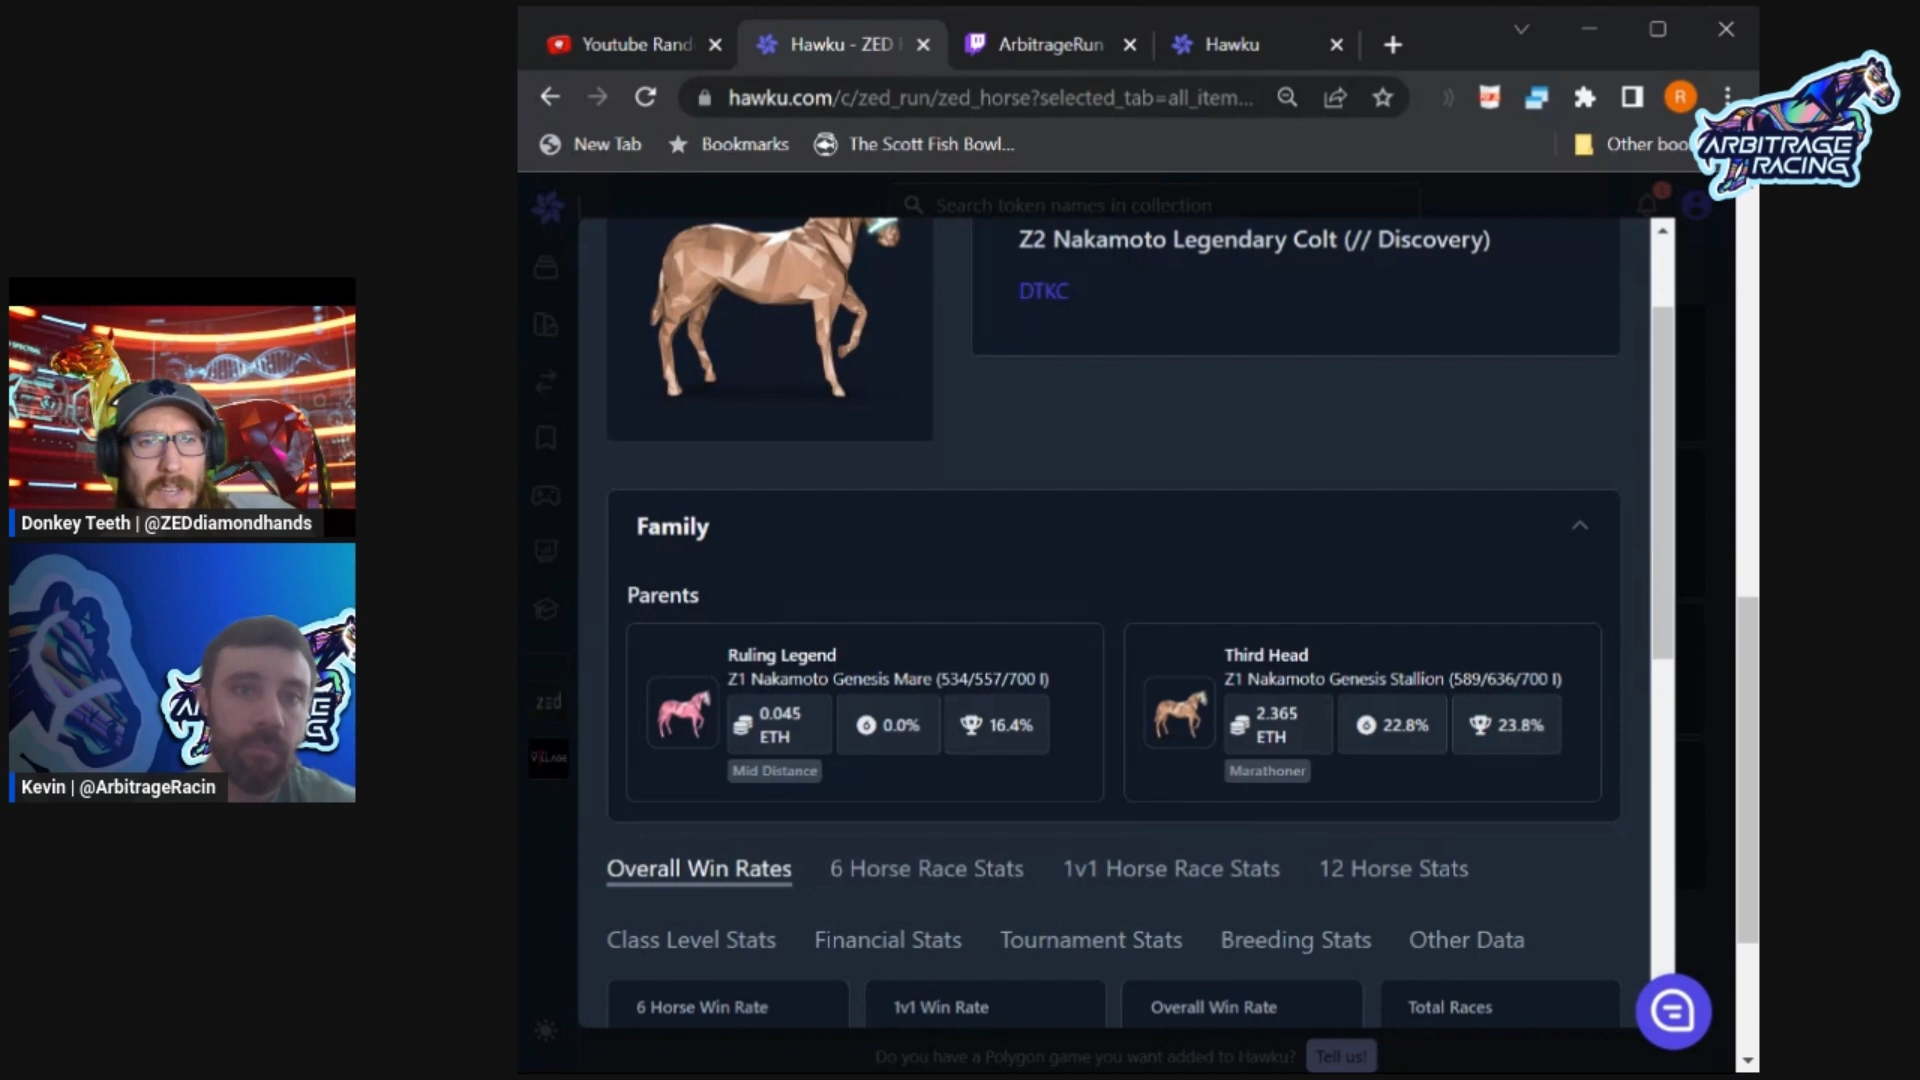 Youtube Rand
Hawku - ZED
ArbitrageRun
Hawku
hawku.com/c/zed_run/zed_horse?selected_tab=all_item...
R
New Tab
Bookmarks
The Scott Fish Bowl...
Other boo
ARBITRAGE
RACING
Search token names in collection
Z2 Nakamoto Legendary Colt (// Discovery)
DTKC
Family
Parents
Ruling Legend
Z1 Nakamoto Genesis Mare (534/557/700 I)
0.045
ETH
0.0%
16.4%
Mid Distance
Third Head
Z1 Nakamoto Genesis Stallion (589/636/700 I)
2.365
ETH
22.8%
23.8%
Marathoner
zed
VILLAGE
Overall Win Rates
6 Horse Race Stats
1v1 Horse Race Stats
12 Horse Stats
Class Level Stats
Financial Stats
Tournament Stats
Breeding Stats
Other Data
6 Horse Win Rate
1v1 Win Rate
Overall Win Rate
Total Races
Do you have a Polygon game you want added to Hawku?
Tell us!
Donkey Teeth | @ZEDdiamondhands
Kevin | @ArbitrageRacin